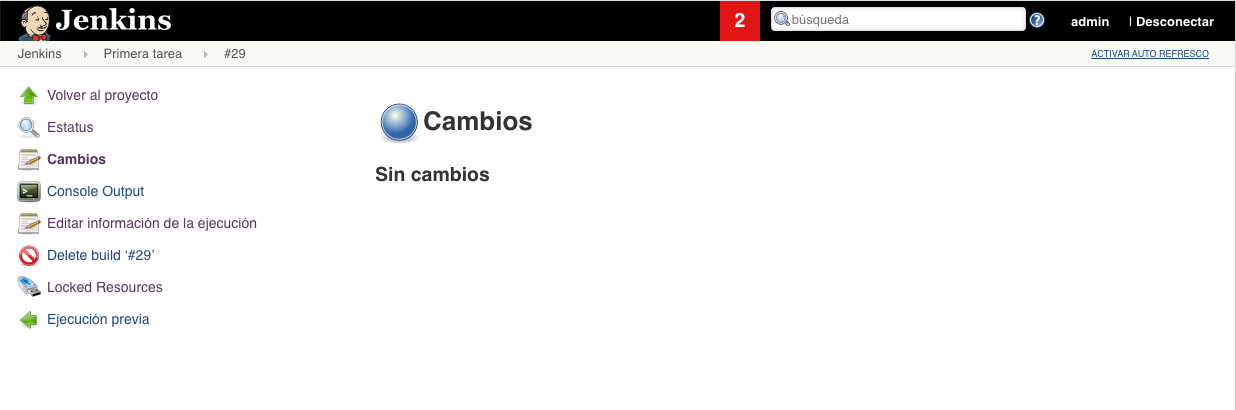 Jenkins
2
búsqueda
?
admin
| Desconectar
Jenkins
Primera tarea
#29
ACTIVAR AUTO REFRESCO
Volver al proyecto
Estatus
Cambios
Console Output
Editar información de la ejecución
Delete build ‘#29’
Locked Resources
Ejecución previa
Cambios
Sin cambios